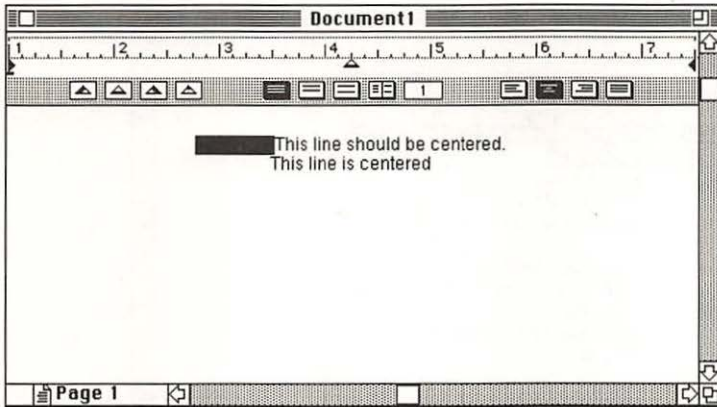 Document1
1 2 3 4 5 6 7
1
This line should be centered.
This line is centered
Page 1